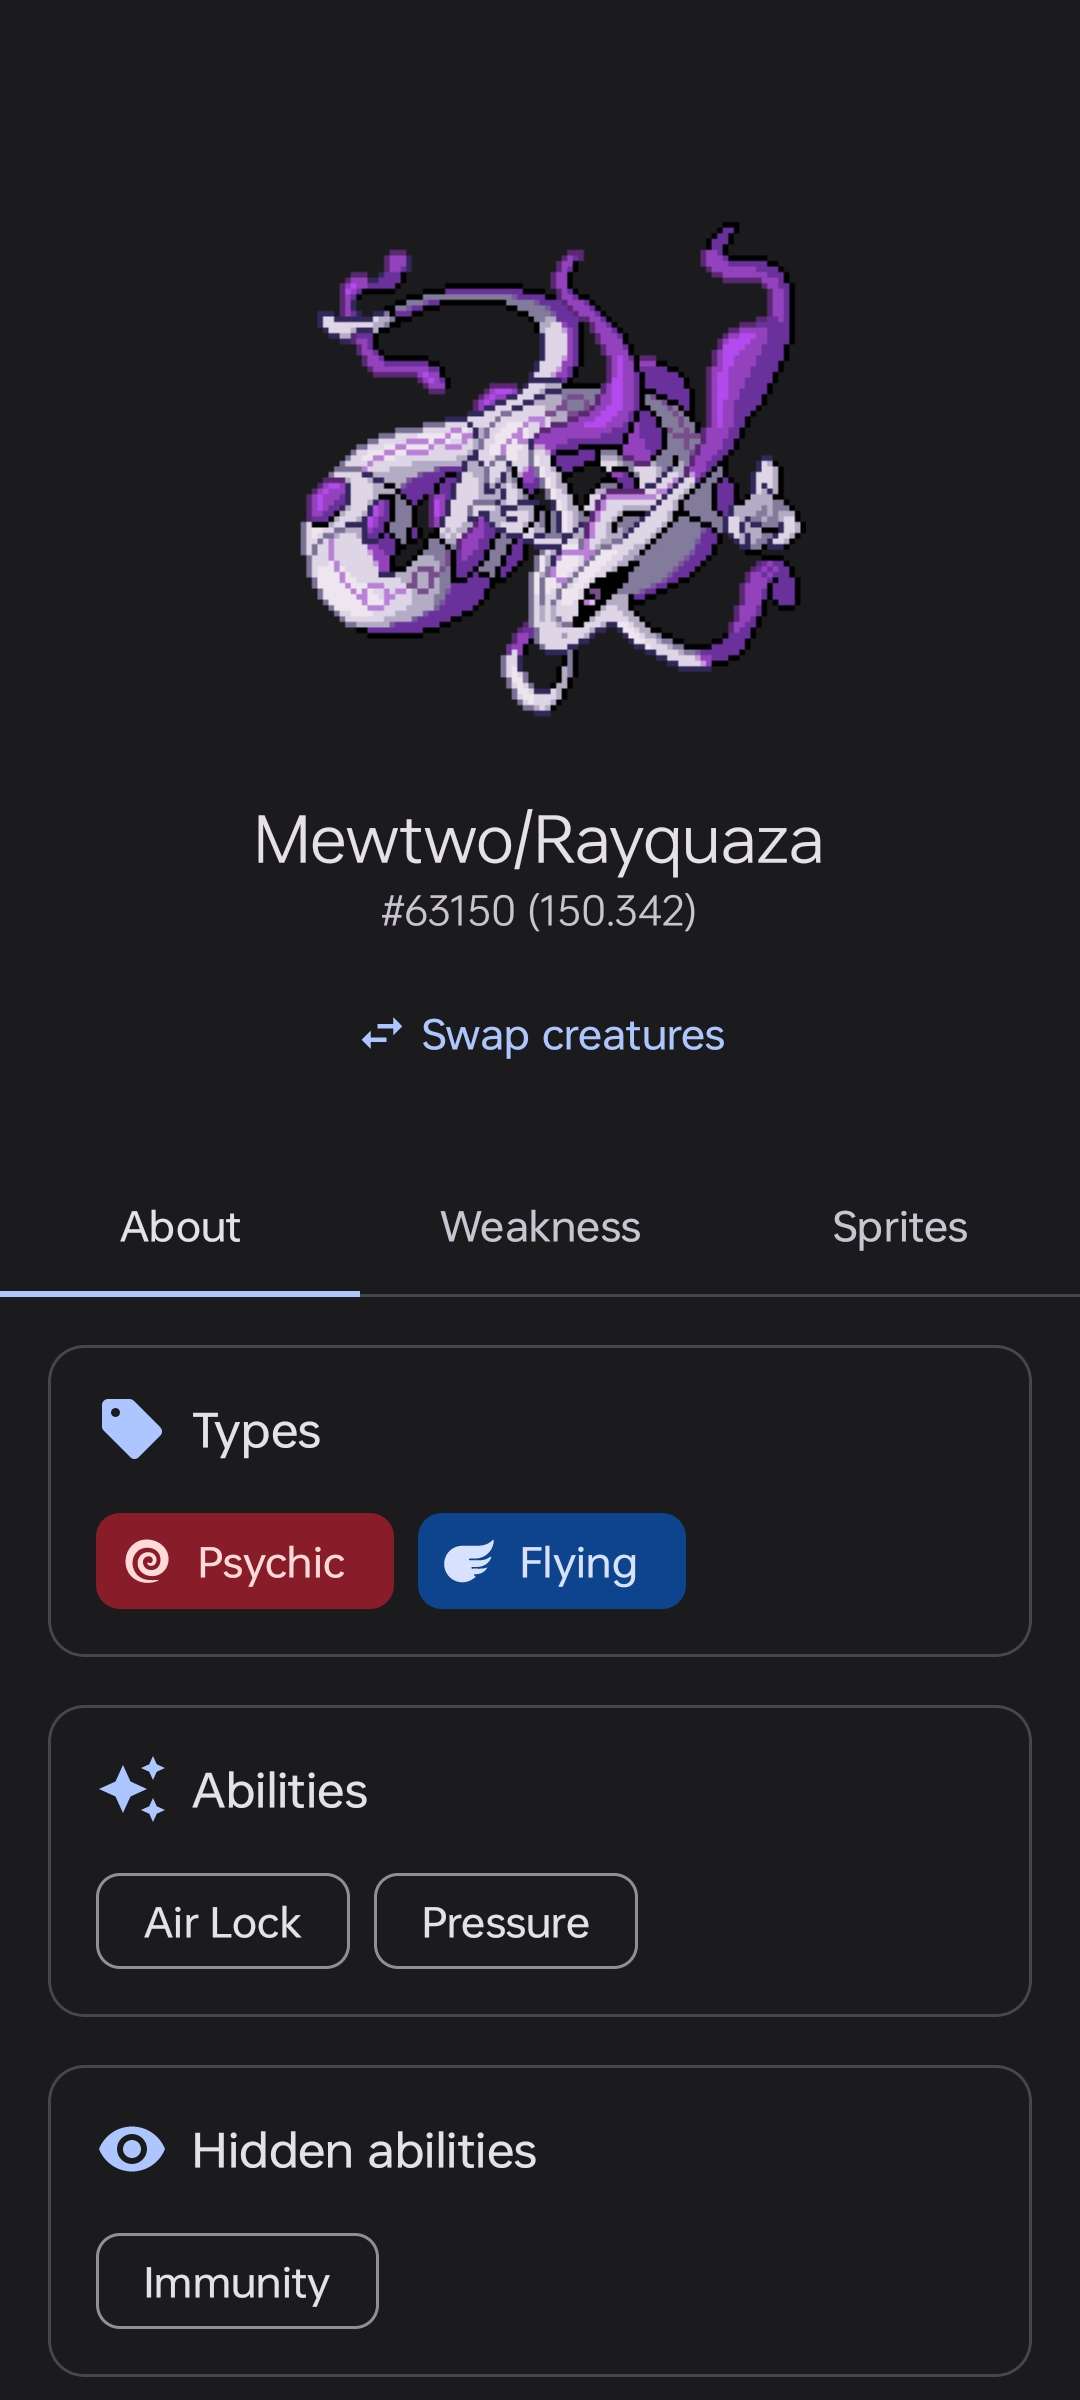 Mewtwo/Rayquaza
#63150 (150.342)
Swap creatures
About Weakness Sprites
Types
Psychic Flying
Abilities
Air Lock Pressure
Hidden abilities
Immunity